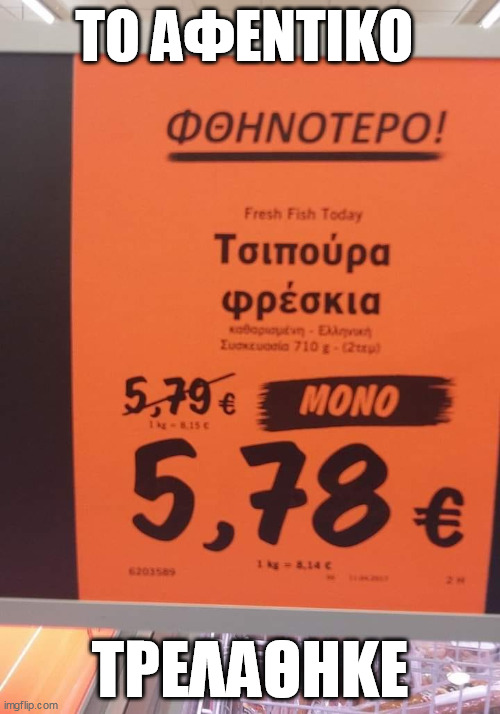 ΤΟ ΑΦΕΝΤΙΚΟ
ΦΘΗΝΟΤΕΡΟ!
Fresh Fish Today
Τσιπούρα
φρέσκια
καθαρισμένη - Ελληνική
Συσκευασία 710 g - (2τεμ)
5,79 € ΜΟΝΟ
1 kg = 8,15 €
5,78 €
1 kg = 8,14 €
6203589
ΤΡΕΛΑΘΗΚΕ
imgflip.com